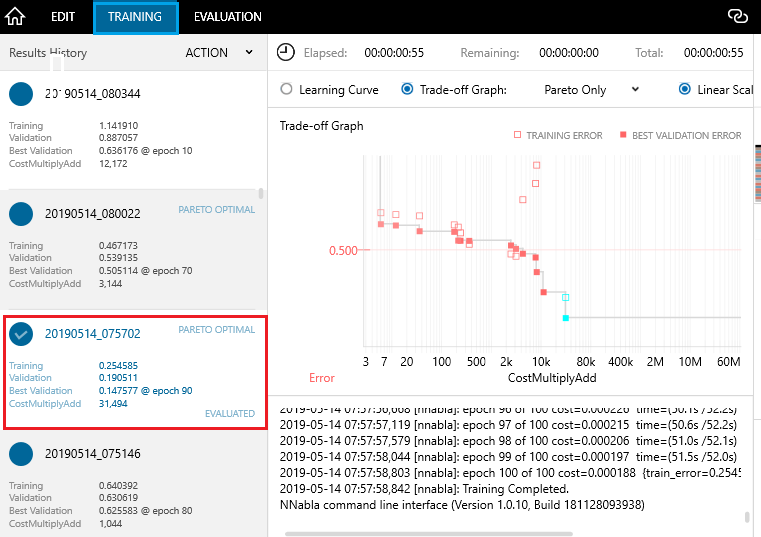 EDIT TRAINING EVALUATION
Results History ACTION
Elapsed: 00:00:00:55 Remaining: 00:00:00:00 Total: 00:00:00:55
Learning Curve Trade-off Graph: Pareto Only Linear Scal
20190514_080344
Training 1.141910
Validation 0.887057
Best Validation 0.636176 @ epoch 10
CostMultiplyAdd 12,172
20190514_080022 PARETO OPTIMAL
Training 0.467173
Validation 0.539135
Best Validation 0.505114 @ epoch 70
CostMultiplyAdd 3,144
20190514_075702 PARETO OPTIMAL
Training 0.254585
Validation 0.190511
Best Validation 0.147577 @ epoch 90
CostMultiplyAdd 31,494
EVALUATED
20190514_075146
Training 0.640392
Validation 0.630619
Best Validation 0.625583 @ epoch 80
CostMultiplyAdd 1,044
Trade-off Graph
TRAINING ERROR BEST VALIDATION ERROR
0.500
3 7 20 100 500 2k 10k 80k 400k 2M 10M 60M
Error CostMultiplyAdd
2019-05-14 07:57:56,668 [nnabla]: epoch 96 of 100 cost=0.000226 time=(50.1s /52.2s)
2019-05-14 07:57:57,119 [nnabla]: epoch 97 of 100 cost=0.000215 time=(50.6s /52.2s)
2019-05-14 07:57:57,579 [nnabla]: epoch 98 of 100 cost=0.000206 time=(51.0s /52.1s)
2019-05-14 07:57:58,044 [nnabla]: epoch 99 of 100 cost=0.000197 time=(51.5s /52.0s)
2019-05-14 07:57:58,803 [nnabla]: epoch 100 of 100 cost=0.000188 {train_error=0.2545
2019-05-14 07:57:58,842 [nnabla]: Training Completed.
NNabla command line interface (Version 1.0.10, Build 181128093938)